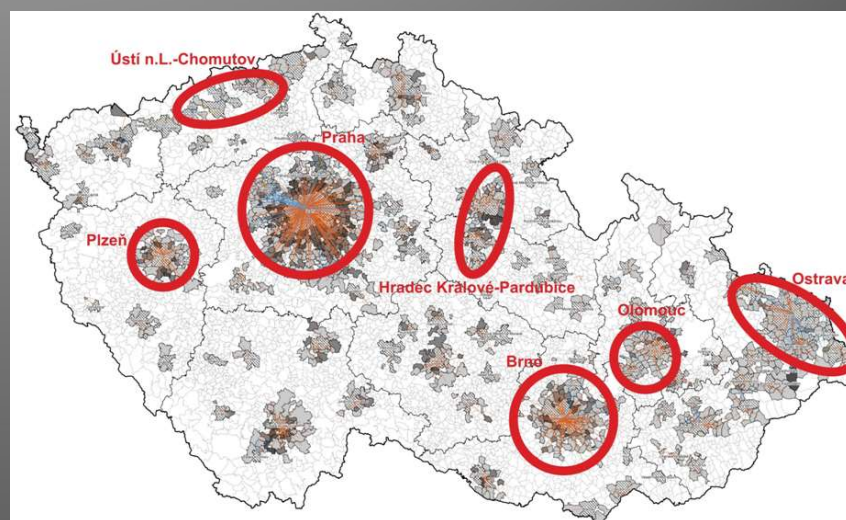 Ústí n.L.-Chomutov
Praha
Plzeň
Hradec Králové-Pardubice
Ostrava
Olomouc
Brno